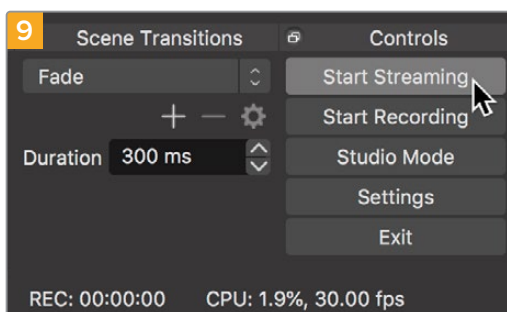 9
Scene Transitions
Controls
Fade
Start Streaming
Start Recording
Duration 300 ms
Studio Mode
Settings
Exit
REC: 00:00:00 CPU: 1.9%, 30.00 fps